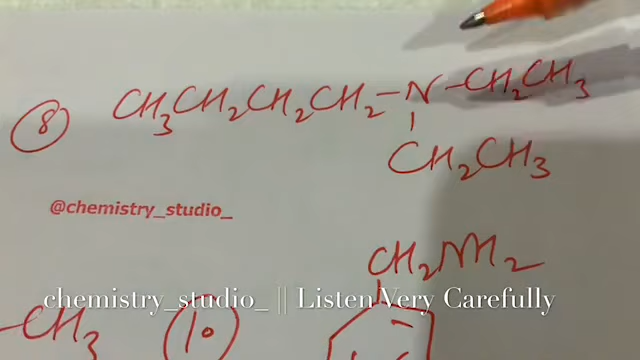 ⑧ CH₃CH₂CH₂CH₂–N–CH₂CH₃
CH₂CH₃
@chemistry_studio_
CH₂NH₂
chemistry_studio_ || Listen Very Carefully
–CH₃ ⑩